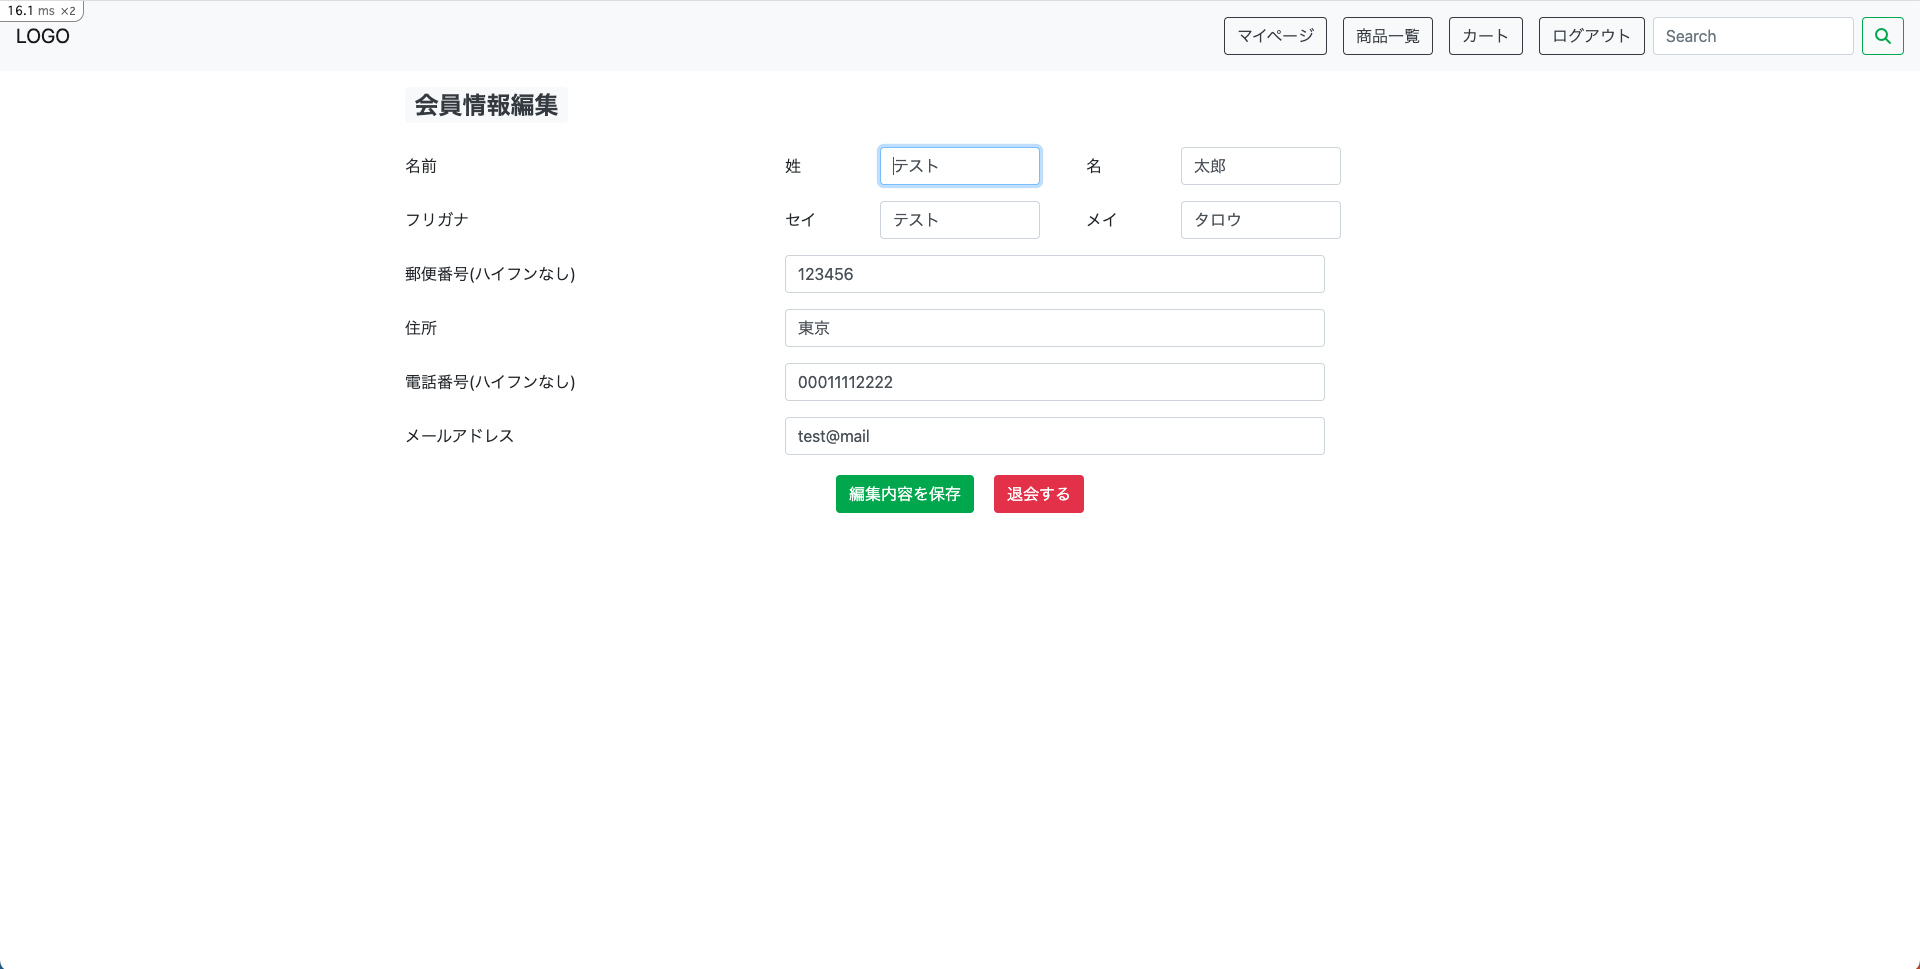 16.1 ms ×2
LOGO マイページ 商品一覧 カート ログアウト Search
会員情報編集
名前 姓 テスト 名 太郎
フリガナ セイ テスト メイ タロウ
郵便番号(ハイフンなし) 123456
住所 東京
電話番号(ハイフンなし) 00011112222
メールアドレス test@mail
編集内容を保存 退会する